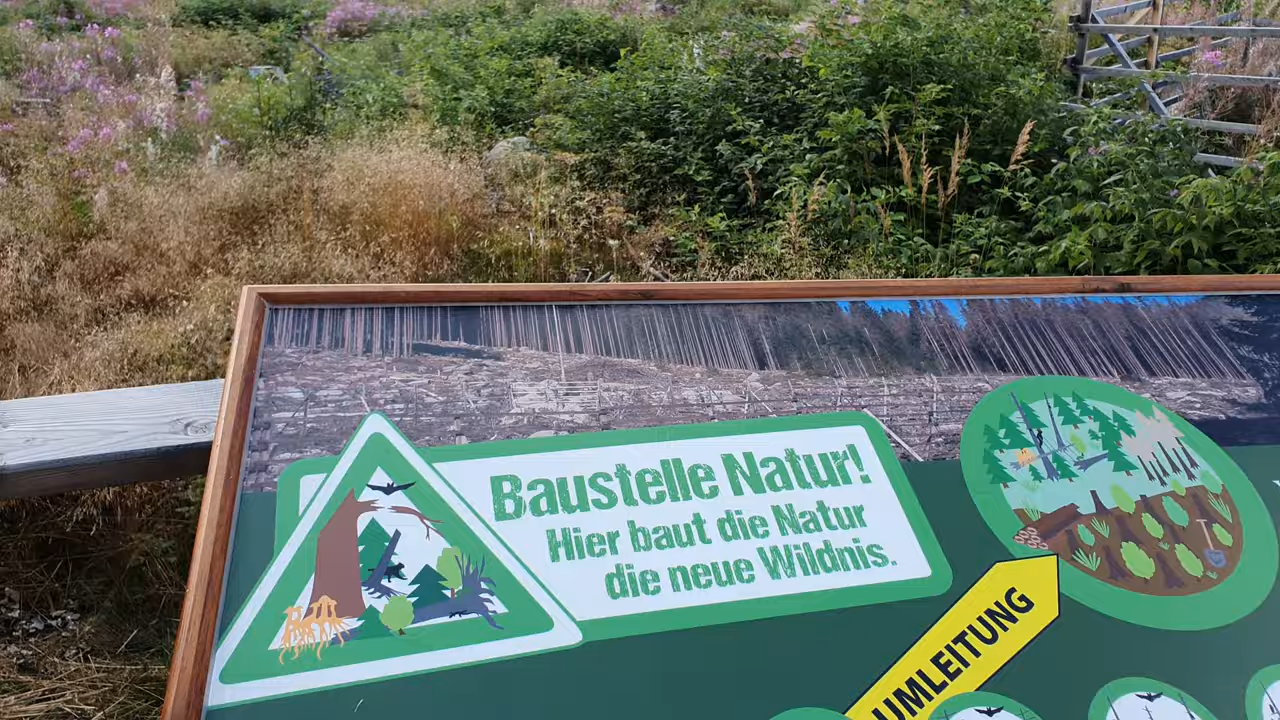 Baustelle Natur!
Hier baut die Natur
die neue Wildnis.
UMLEITUNG